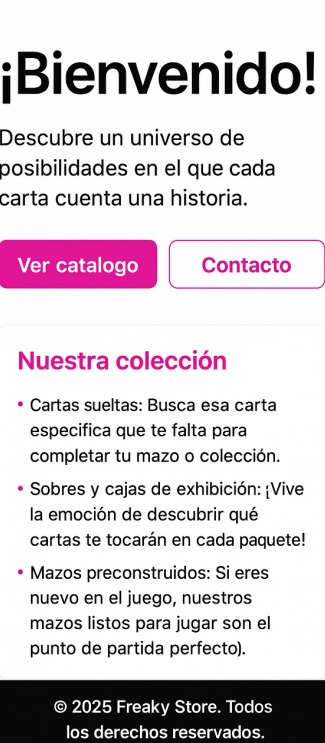 ¡Bienvenido!
Descubre un universo de
posibilidades en el que cada
carta cuenta una historia.
Ver catalogo
Contacto
Nuestra colección
• Cartas sueltas: Busca esa carta
especifica que te falta para
completar tu mazo o colección.
• Sobres y cajas de exhibición: ¡Vive
la emoción de descubrir qué
cartas te tocarán en cada paquete!
• Mazos preconstruidos: Si eres
nuevo en el juego, nuestros
mazos listos para jugar son el
punto de partida perfecto).
© 2025 Freaky Store. Todos
los derechos reservados.